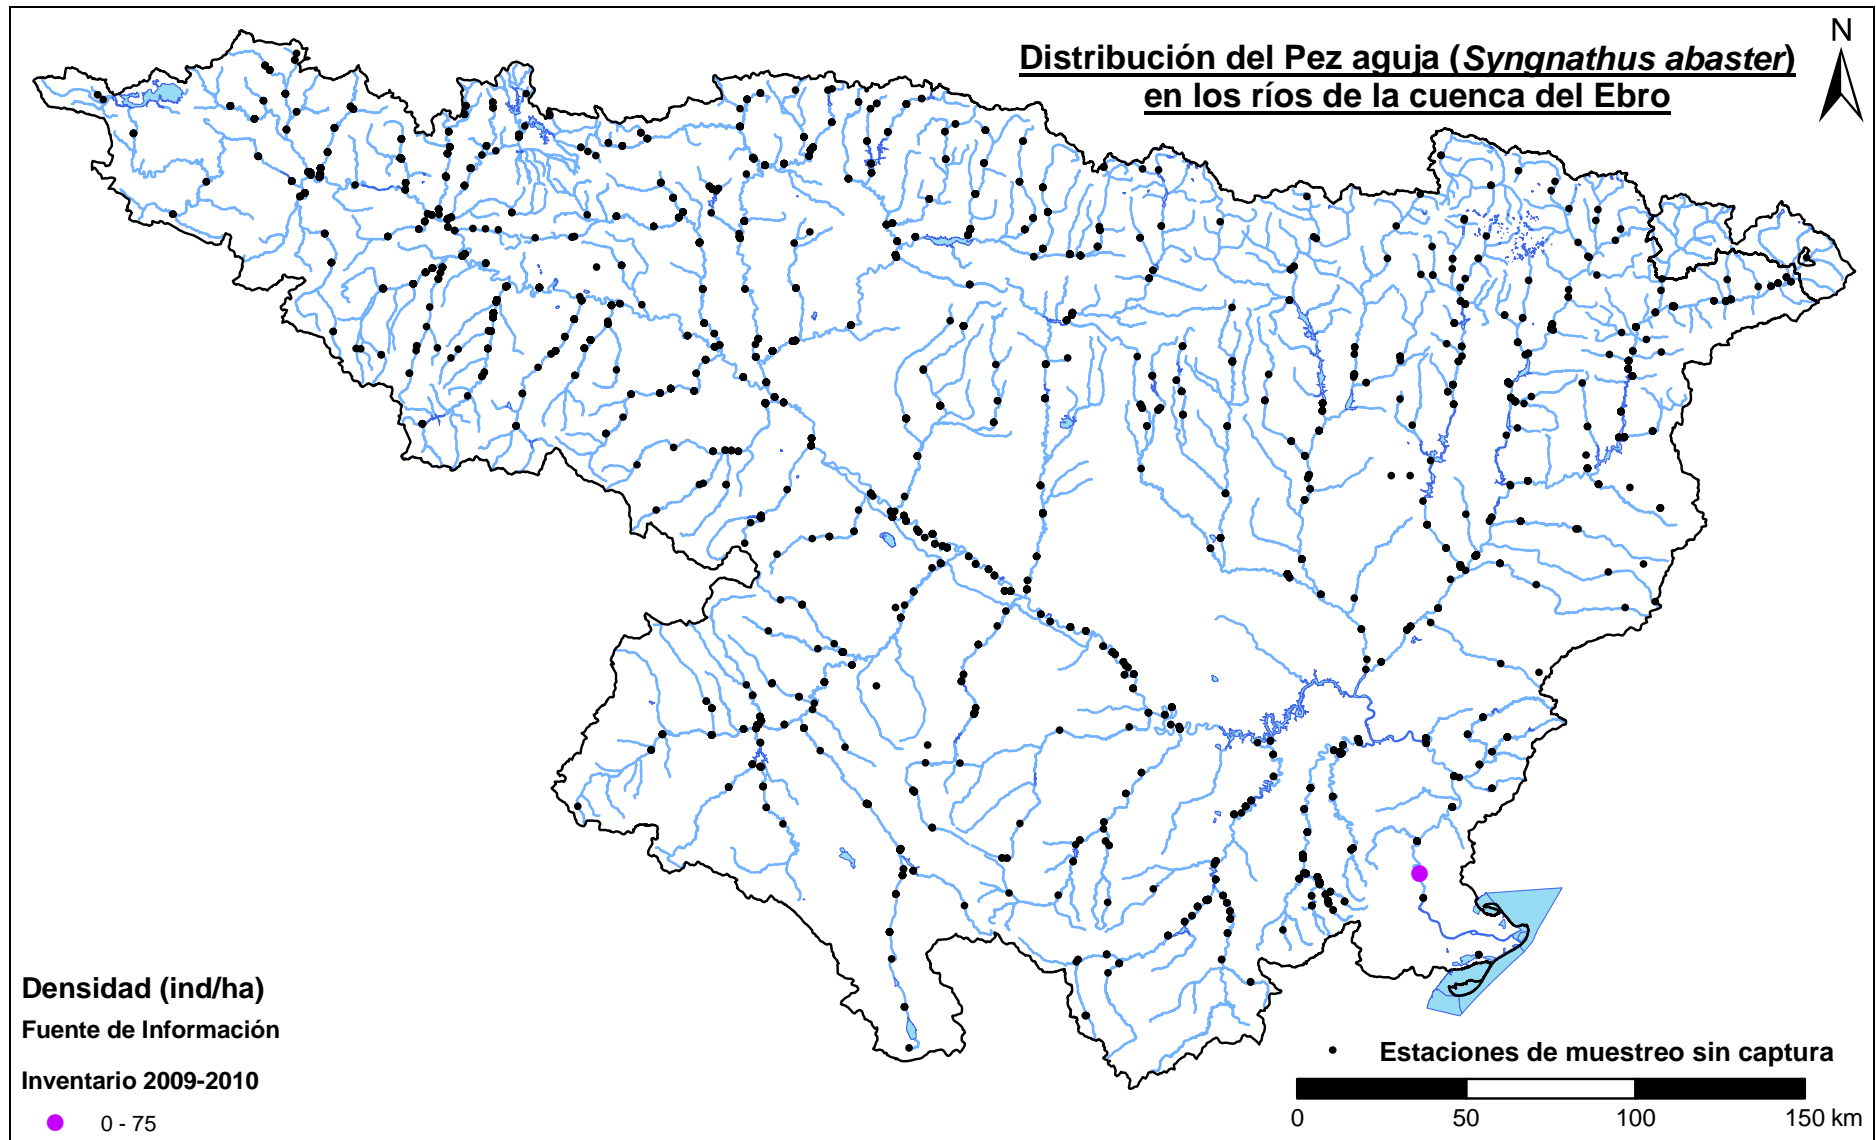 Distribución del Pez aguja (Syngnathus abaster)
en los ríos de la cuenca del Ebro
N
Densidad (ind/ha)
Fuente de Información
Inventario 2009-2010
0 - 75
Estaciones de muestreo sin captura
0 50 100 150 km